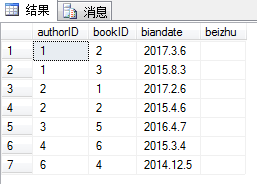 结果 消息
authorID bookID biandate beizhu
1 1 2 2017.3.6
2 1 3 2015.8.3
3 2 1 2017.2.6
4 2 2 2015.4.6
5 3 5 2016.4.7
6 4 6 2015.3.4
7 6 4 2014.12.5